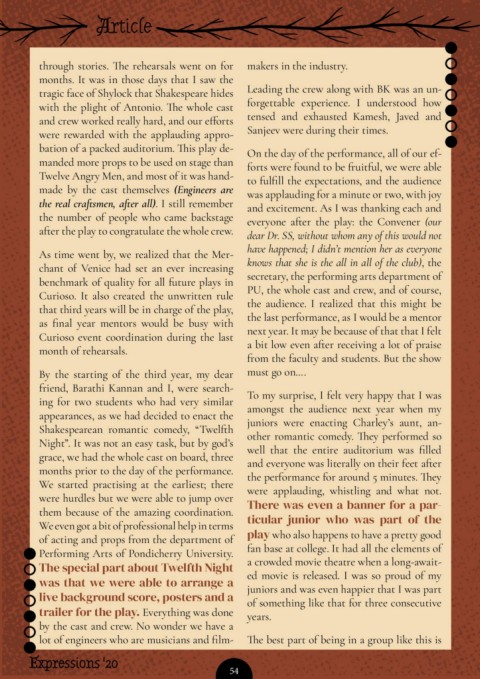 Article
through stories. The rehearsals went on for
months. It was in those days that I saw the
tragic face of Shylock that Shakespeare hides
with the plight of Antonio. The whole cast
and crew worked really hard, and our efforts
were rewarded with the applauding appro-
bation of a packed auditorium. This play de-
manded more props to be used on stage than
Twelve Angry Men, and most of it was hand-
made by the cast themselves (Engineers are
the real craftsmen, after all). I still remember
the number of people who came backstage
after the play to congratulate the whole crew.
As time went by, we realized that the Mer-
chant of Venice had set an ever increasing
benchmark of quality for all future plays in
Curioso. It also created the unwritten rule
that third years will be in charge of the play,
as final year mentors would be busy with
Curioso event coordination during the last
month of rehearsals.
By the starting of the third year, my dear
friend, Barathi Kannan and I, were search-
ing for two students who had very similar
appearances, as we had decided to enact the
Shakespearean romantic comedy, “Twelfth
Night”. It was not an easy task, but by god’s
grace, we had the whole cast on board, three
months prior to the day of the performance.
We started practising at the earliest; there
were hurdles but we were able to jump over
them because of the amazing coordination.
We even got a bit of professional help in terms
of acting and props from the department of
Performing Arts of Pondicherry University.
The special part about Twelfth Night
was that we were able to arrange a
live background score, posters and a
trailer for the play. Everything was done
by the cast and crew. No wonder we have a
lot of engineers who are musicians and film-
makers in the industry.
Leading the crew along with BK was an un-
forgettable experience. I understood how
tensed and exhausted Kamesh, Javed and
Sanjeev were during their times.
On the day of the performance, all of our ef-
forts were found to be fruitful, we were able
to fulfill the expectations, and the audience
was applauding for a minute or two, with joy
and excitement. As I was thanking each and
everyone after the play: the Convener (our
dear Dr. SS, without whom any of this would not
have happened; I didn’t mention her as everyone
knows that she is the all in all of the club), the
secretary, the performing arts department of
PU, the whole cast and crew, and of course,
the audience. I realized that this might be
the last performance, as I would be a mentor
next year. It may be because of that that I felt
a bit low even after receiving a lot of praise
from the faculty and students. But the show
must go on....
To my surprise, I felt very happy that I was
amongst the audience next year when my
juniors were enacting Charley’s aunt, an-
other romantic comedy. They performed so
well that the entire auditorium was filled
and everyone was literally on their feet after
the performance for around 5 minutes. They
were applauding, whistling and what not.
There was even a banner for a par-
ticular junior who was part of the
play who also happens to have a pretty good
fan base at college. It had all the elements of
a crowded movie theatre when a long-await-
ed movie is released. I was so proud of my
juniors and was even happier that I was part
of something like that for three consecutive
years.
The best part of being in a group like this is
Expressions '20
54